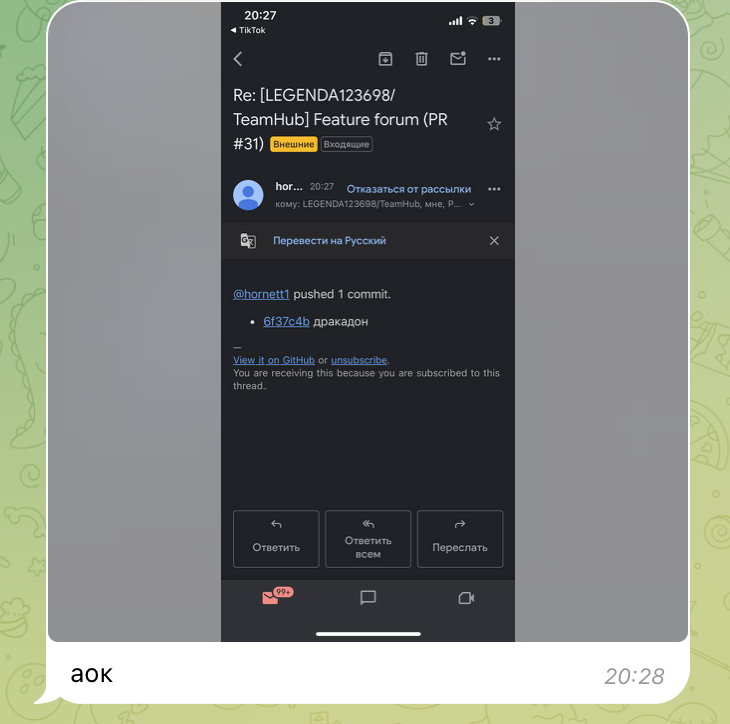 20:27
3
◄ TikTok
Re: [LEGENDA123698/
TeamHub] Feature forum (PR
#31) Внешние Входящие
hor... 20:27 Отказаться от рассылки
кому: LEGENDA123698/TeamHub, мне, P...
Перевести на Русский
@hornett1 pushed 1 commit.
• 6f37c4b дракадон
—
View it on GitHub or unsubscribe.
You are receiving this because you are subscribed to this
thread..
Ответить
Ответить
всем
Переслать
99+
аок
20:28